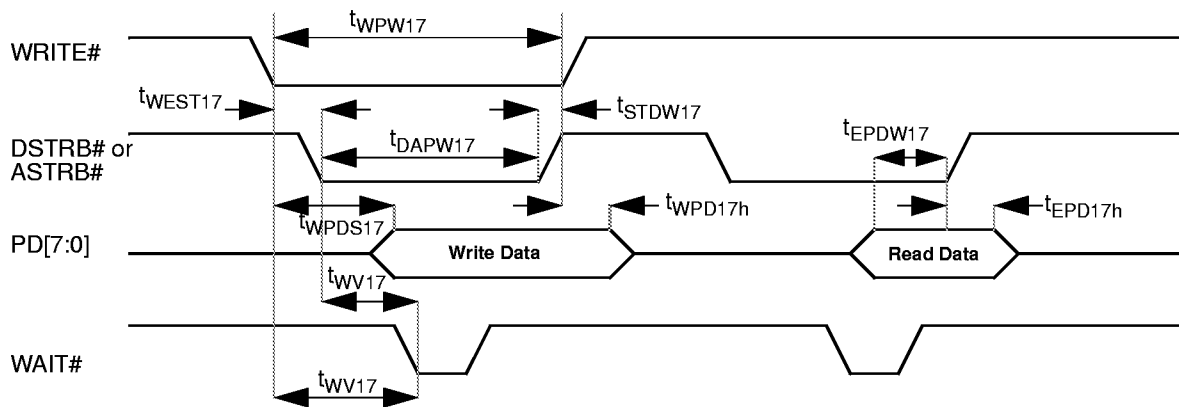 tWPW17
WRITE#
tWEST17
tSTDW17
tEPDW17
tDAPW17
DSTRB# or
ASTRB#
tWPDS17
tWPD17h
tEPD17h
PD[7:0]
Write Data
Read Data
tWV17
WAIT#
tWV17